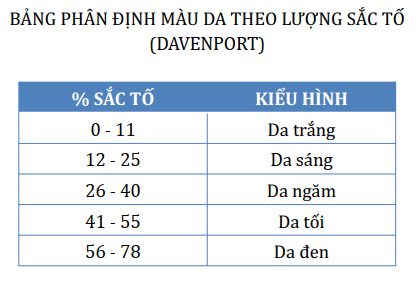 BẢNG PHÂN ĐỊNH MÀU DA THEO LƯỢNG SẮC TỐ
(DAVENPORT)
% SẮC TỐ KIỂU HÌNH
0 - 11 Da trắng
12 - 25 Da sáng
26 - 40 Da ngăm
41 - 55 Da tối
56 - 78 Da đen